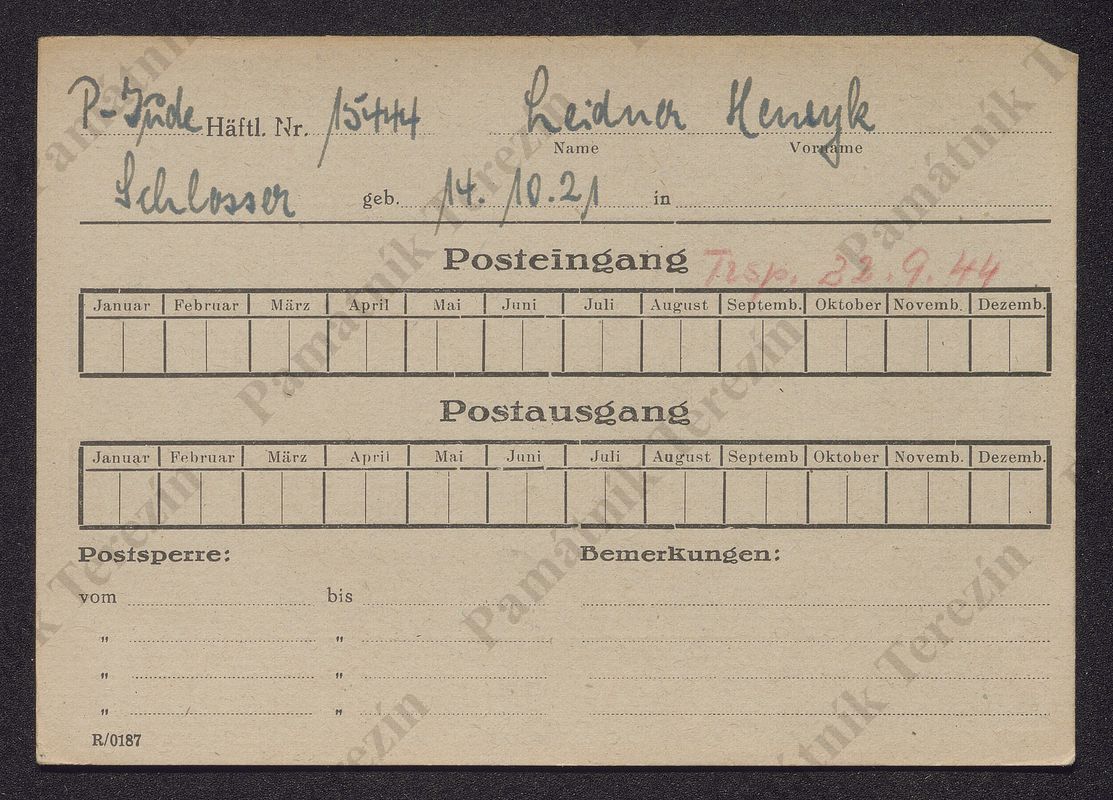 P-Jude Häftl. Nr. 15444 Leidner Henryk
Name Vorname
Schlosser geb. 14. 10. 21 in
Posteingang Trsp. 22. 9. 44
Januar Februar März April Mai Juni Juli August Septemb. Oktober Novemb. Dezemb.
Postausgang
Januar Februar März April Mai Juni Juli August Septemb Oktober Novemb. Dezemb.
Postsperre: Bemerkungen:
vom bis
" "
" "
" "
R/0187
Památník Terezín